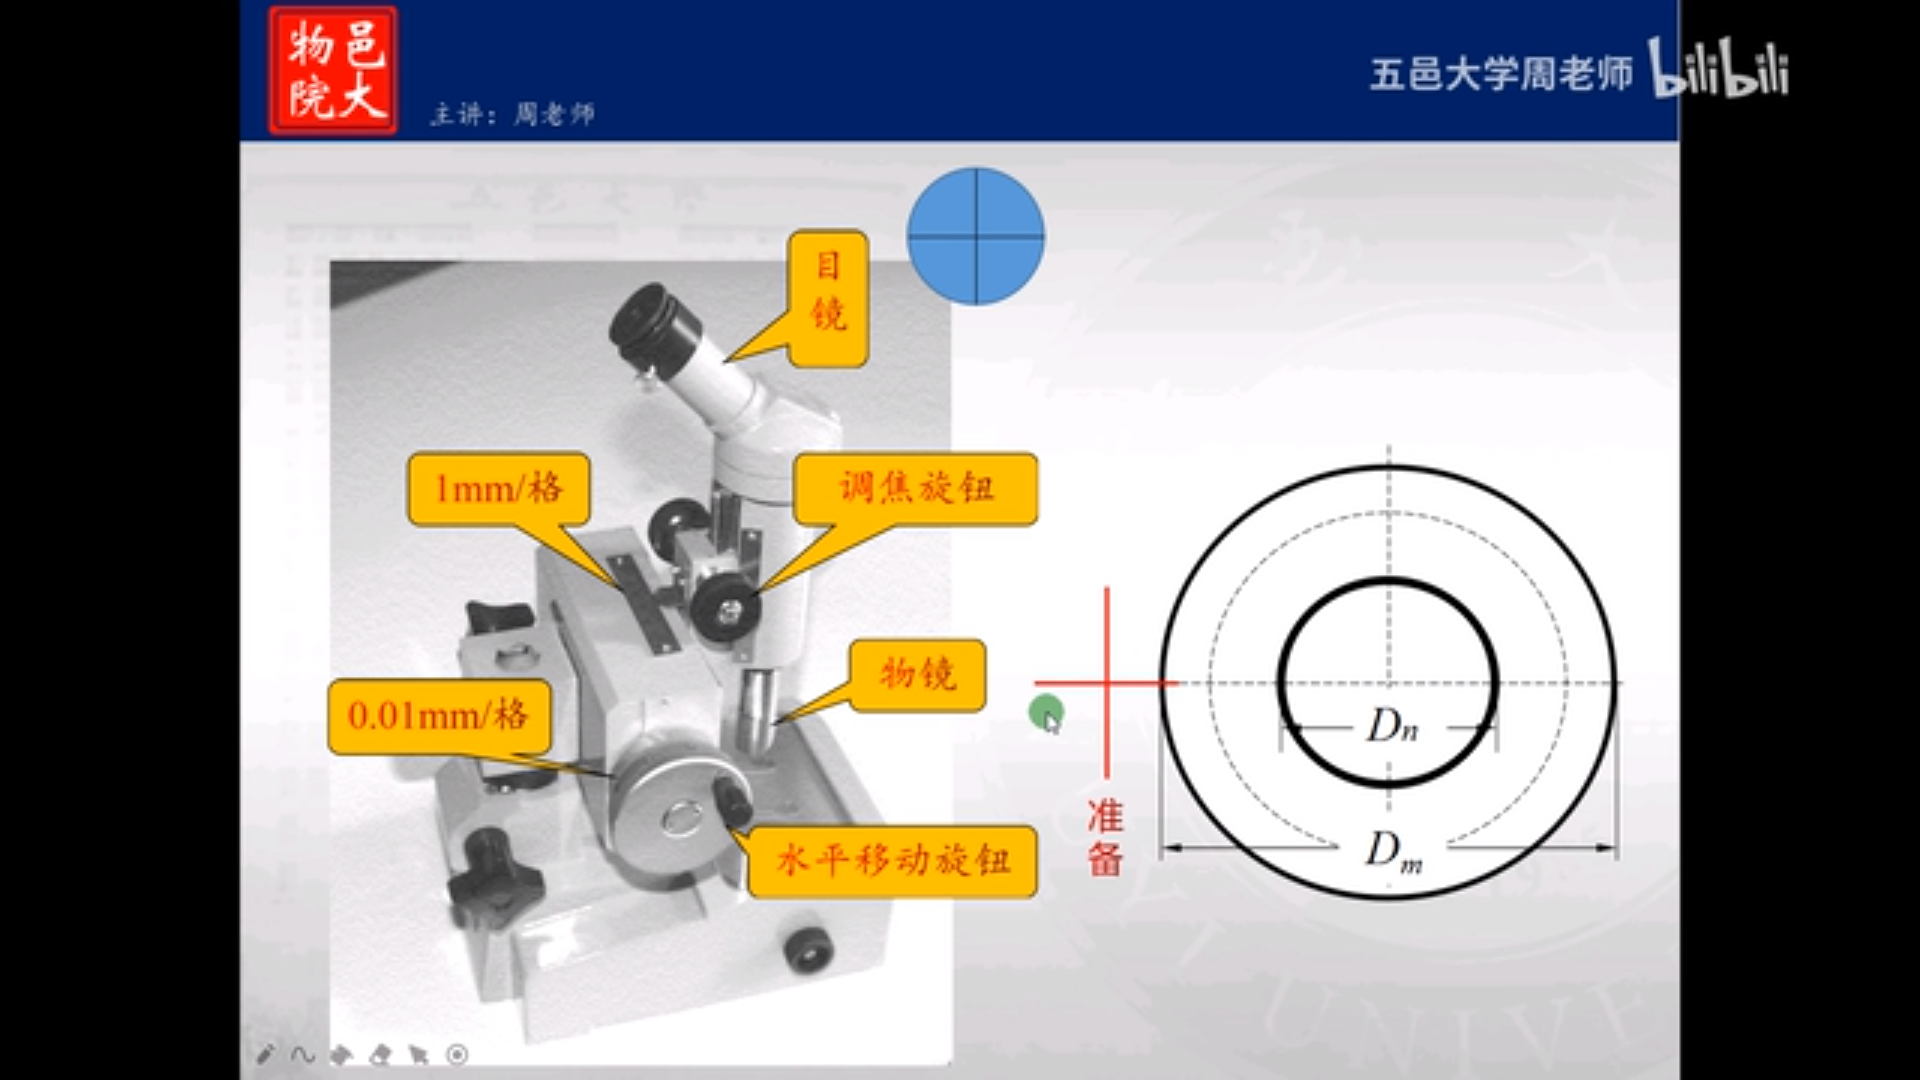 物邑
院大
主讲：周老师
五邑大学周老师 bilibili
目
镜
1mm/格
调焦旋钮
物镜
0.01mm/格
水平移动旋钮
准
备
Dn
Dm
UNIVE